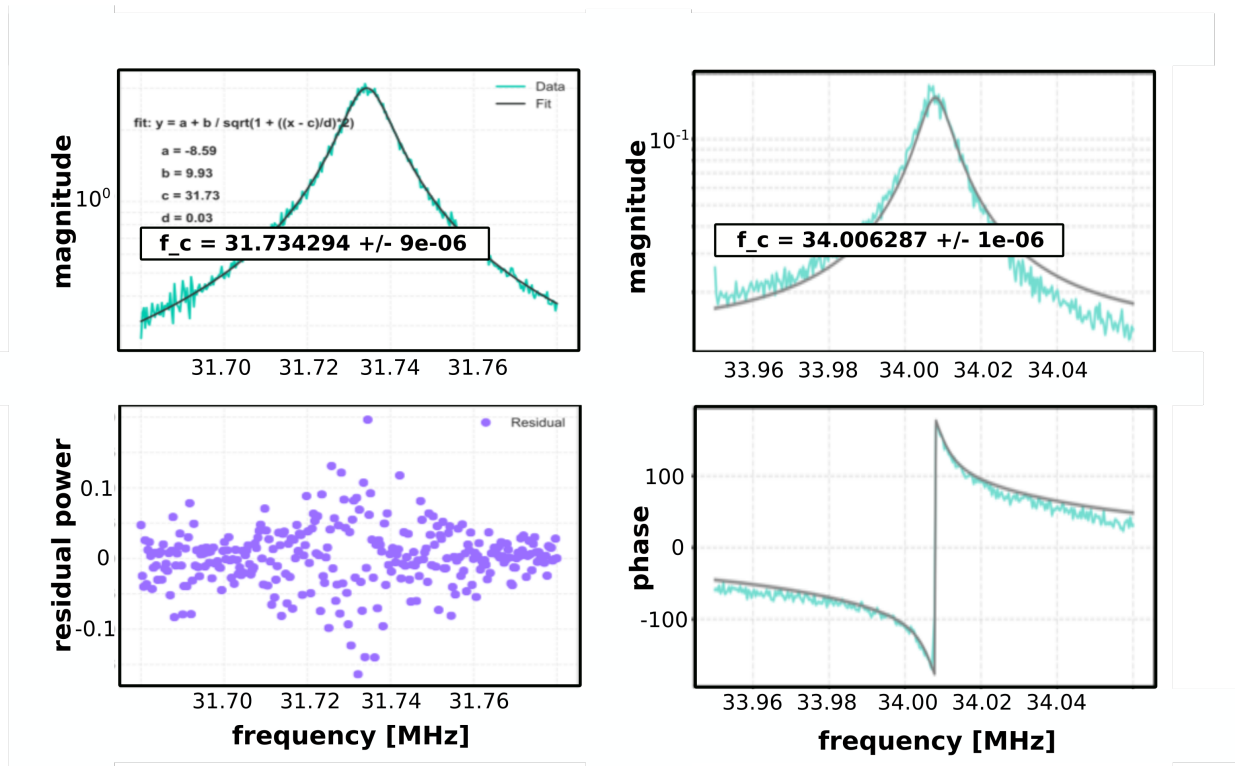 magnitude
10^0
Data
Fit
fit: y = a + b / sqrt(1 + ((x - c)/d)^2)
a = -8.59
b = 9.93
c = 31.73
d = 0.03
f_c = 31.734294 +/- 9e-06
31.70 31.72 31.74 31.76
magnitude
10^-1
f_c = 34.006287 +/- 1e-06
33.96 33.98 34.00 34.02 34.04
residual power
Residual
0.1
0
-0.1
31.70 31.72 31.74 31.76
frequency [MHz]
phase
100
0
-100
33.96 33.98 34.00 34.02 34.04
frequency [MHz]